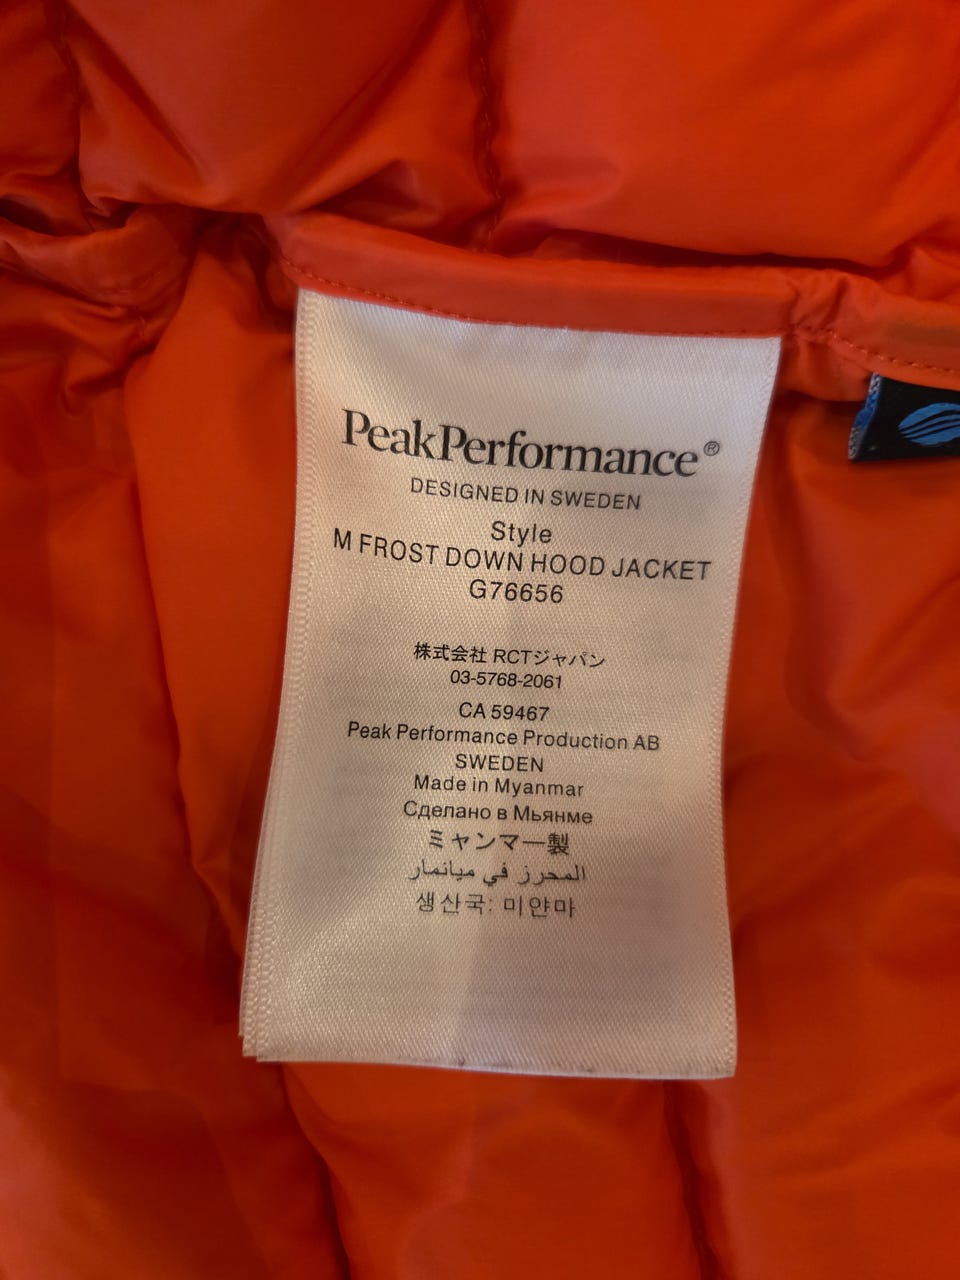 PeakPerformance®
DESIGNED IN SWEDEN
Style
M FROST DOWN HOOD JACKET
G76656
株式会社 RCTジャパン
03-5768-2061
CA 59467
Peak Performance Production AB
SWEDEN
Made in Myanmar
Сделано в Мьянме
ミャンマー製
المحرز في ميانمار
생산국: 미얀마